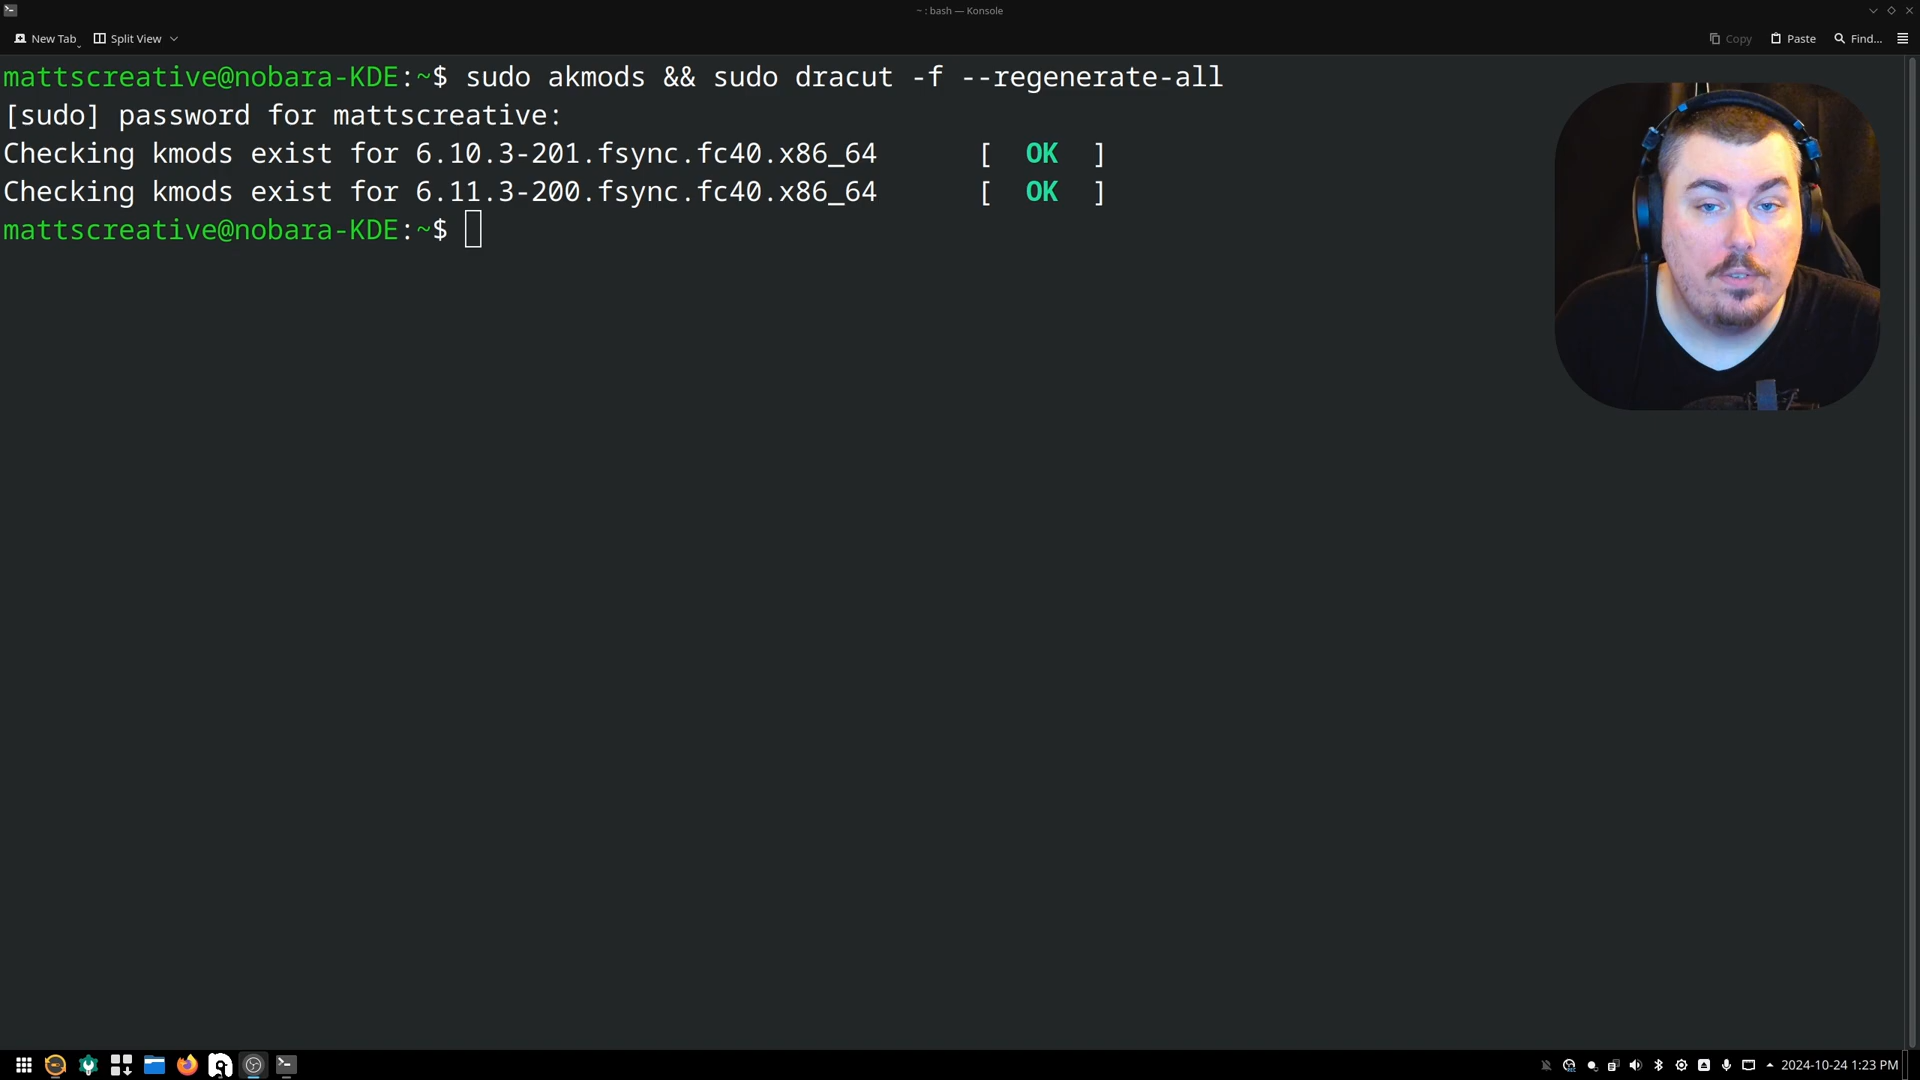 ~ : bash — Konsole
New Tab
Split View
Copy
Paste
Find...
mattscreative@nobara-KDE:~$ sudo akmods && sudo dracut -f --regenerate-all
[sudo] password for mattscreative:
Checking kmods exist for 6.10.3-201.fsync.fc40.x86_64 [ OK ]
Checking kmods exist for 6.11.3-200.fsync.fc40.x86_64 [ OK ]
mattscreative@nobara-KDE:~$
2024-10-24 1:23 PM